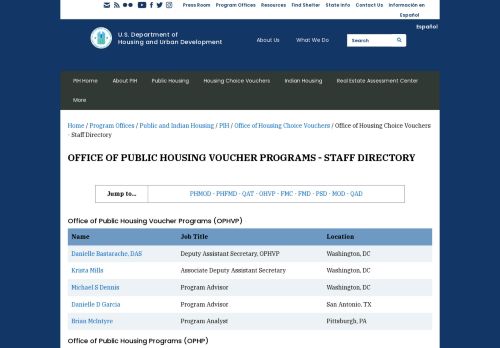 Press Room Program Offices Resources Find Shelter State Info Contact Us Información en
Español
Español
U.S. Department of
Housing and Urban Development
About Us What We Do Search
PIH Home About PIH Public Housing Housing Choice Vouchers Indian Housing Real Estate Assessment Center
More
Home / Program Offices / Public and Indian Housing / PIH / Office of Housing Choice Vouchers / Office of Housing Choice Vouchers
- Staff Directory
OFFICE OF PUBLIC HOUSING VOUCHER PROGRAMS - STAFF DIRECTORY
Jump to... PHMOD - PHFMD - QAT - OHVP - FMC - FMD - PSD - MOD - QAD
Office of Public Housing Voucher Programs (OPHVP)
Name Job Title Location
Danielle Bastarache, DAS Deputy Assistant Secretary, OPHVP Washington, DC
Krista Mills Associate Deputy Assistant Secretary Washington, DC
Michael S Dennis Program Advisor Washington, DC
Danielle D Garcia Program Advisor San Antonio, TX
Brian McIntyre Program Analyst Pittsburgh, PA
Office of Public Housing Programs (OPHP)